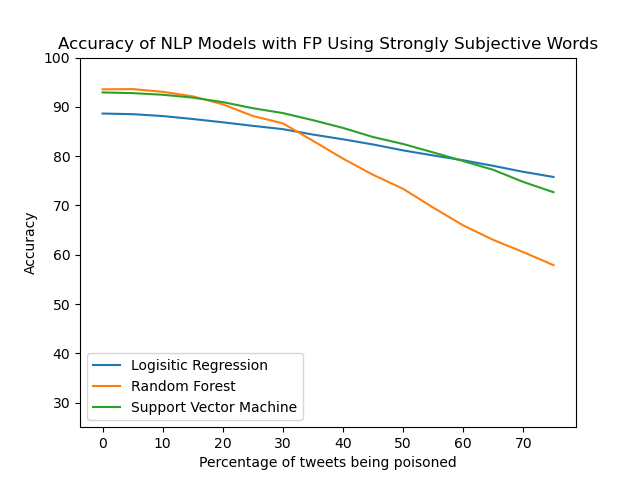 Accuracy of NLP Models with FP Using Strongly Subjective Words
100
90
80
70
60
50
40
30
Accuracy
Logisitic Regression
Random Forest
Support Vector Machine
0 10 20 30 40 50 60 70
Percentage of tweets being poisoned